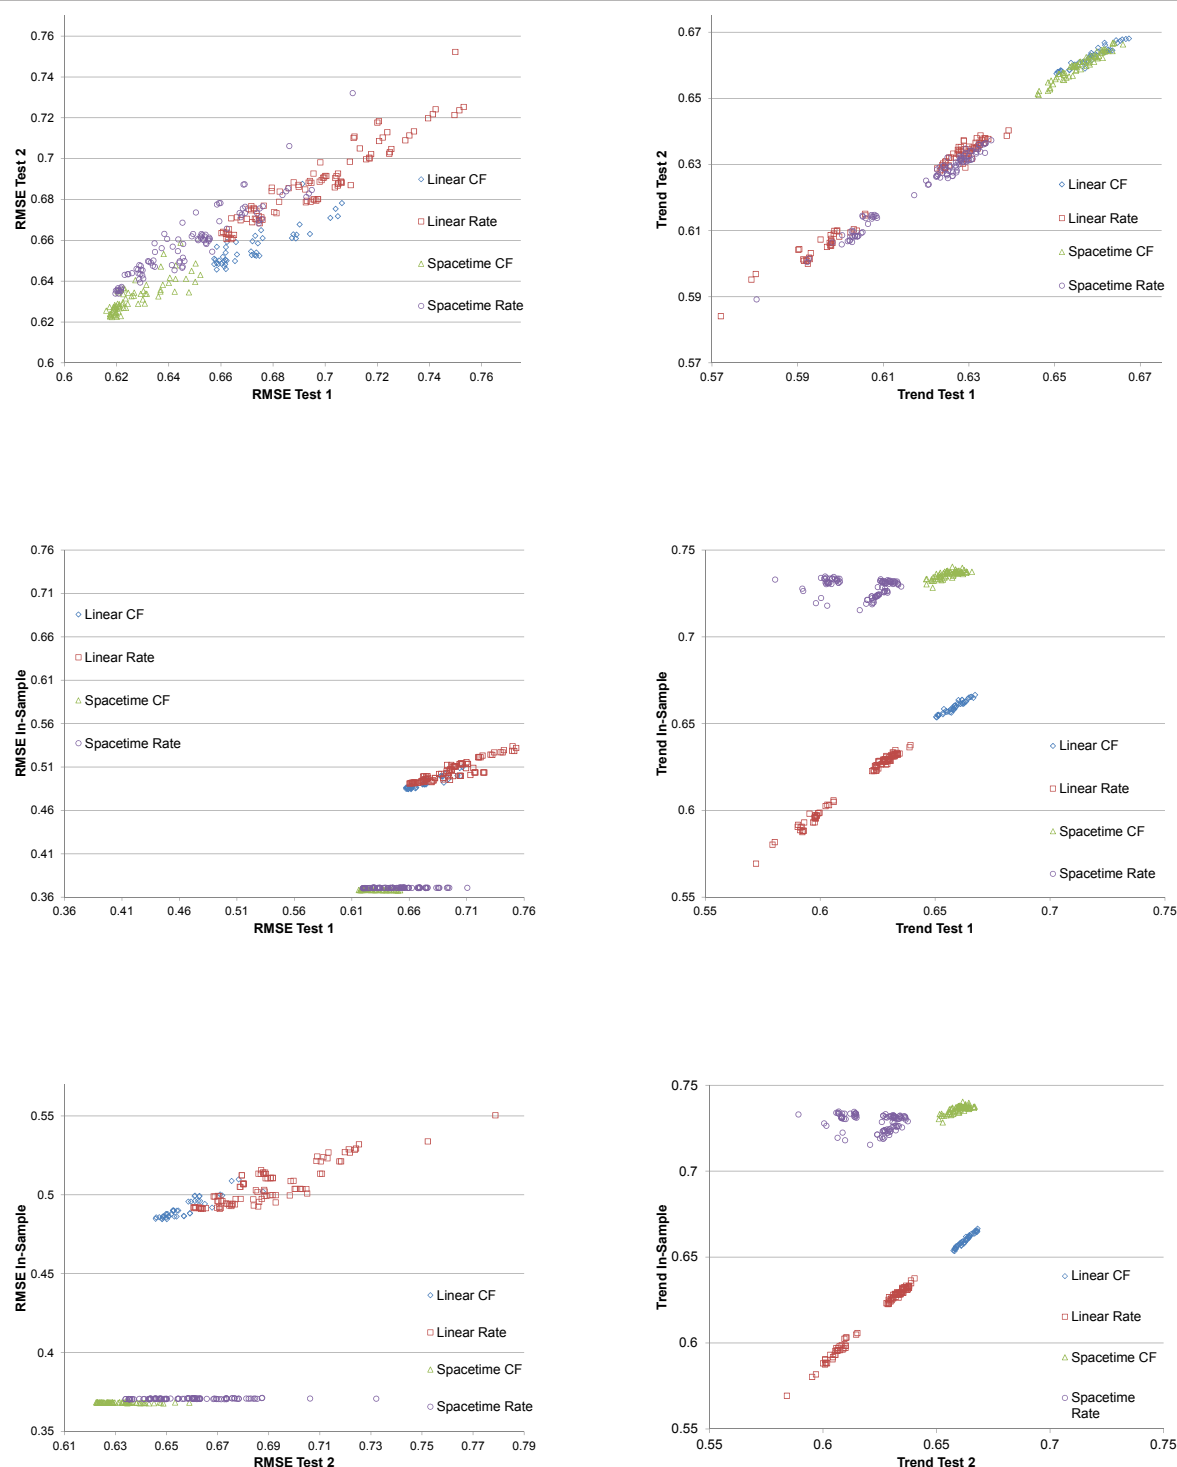 0.76
0.74
0.72
0.7
0.68
0.66
0.64
0.62
0.6
RMSE Test 2
0.6 0.62 0.64 0.66 0.68 0.7 0.72 0.74 0.76
RMSE Test 1
Linear CF
Linear Rate
Spacetime CF
Spacetime Rate
0.67
0.65
0.63
0.61
0.59
0.57
Trend Test 2
0.57 0.59 0.61 0.63 0.65 0.67
Trend Test 1
Linear CF
Linear Rate
Spacetime CF
Spacetime Rate
0.76
0.71
0.66
0.61
0.56
0.51
0.46
0.41
0.36
RMSE In-Sample
0.36 0.41 0.46 0.51 0.56 0.61 0.66 0.71 0.76
RMSE Test 1
Linear CF
Linear Rate
Spacetime CF
Spacetime Rate
0.75
0.7
0.65
0.6
0.55
Trend In-Sample
0.55 0.6 0.65 0.7 0.75
Trend Test 1
Linear CF
Linear Rate
Spacetime CF
Spacetime Rate
0.55
0.5
0.45
0.4
0.35
RMSE In-Sample
0.61 0.63 0.65 0.67 0.69 0.71 0.73 0.75 0.77 0.79
RMSE Test 2
Linear CF
Linear Rate
Spacetime CF
Spacetime Rate
0.75
0.7
0.65
0.6
0.55
Trend In-Sample
0.55 0.6 0.65 0.7 0.75
Trend Test 2
Linear CF
Linear Rate
Spacetime CF
Spacetime
Rate